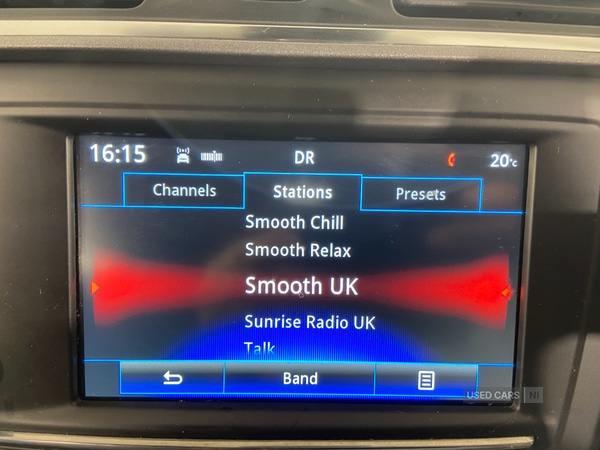 16:15 DR 20°C
Channels Stations Presets
Smooth Chill
Smooth Relax
Smooth UK
Sunrise Radio UK
Talk
Band
USED CARS NI